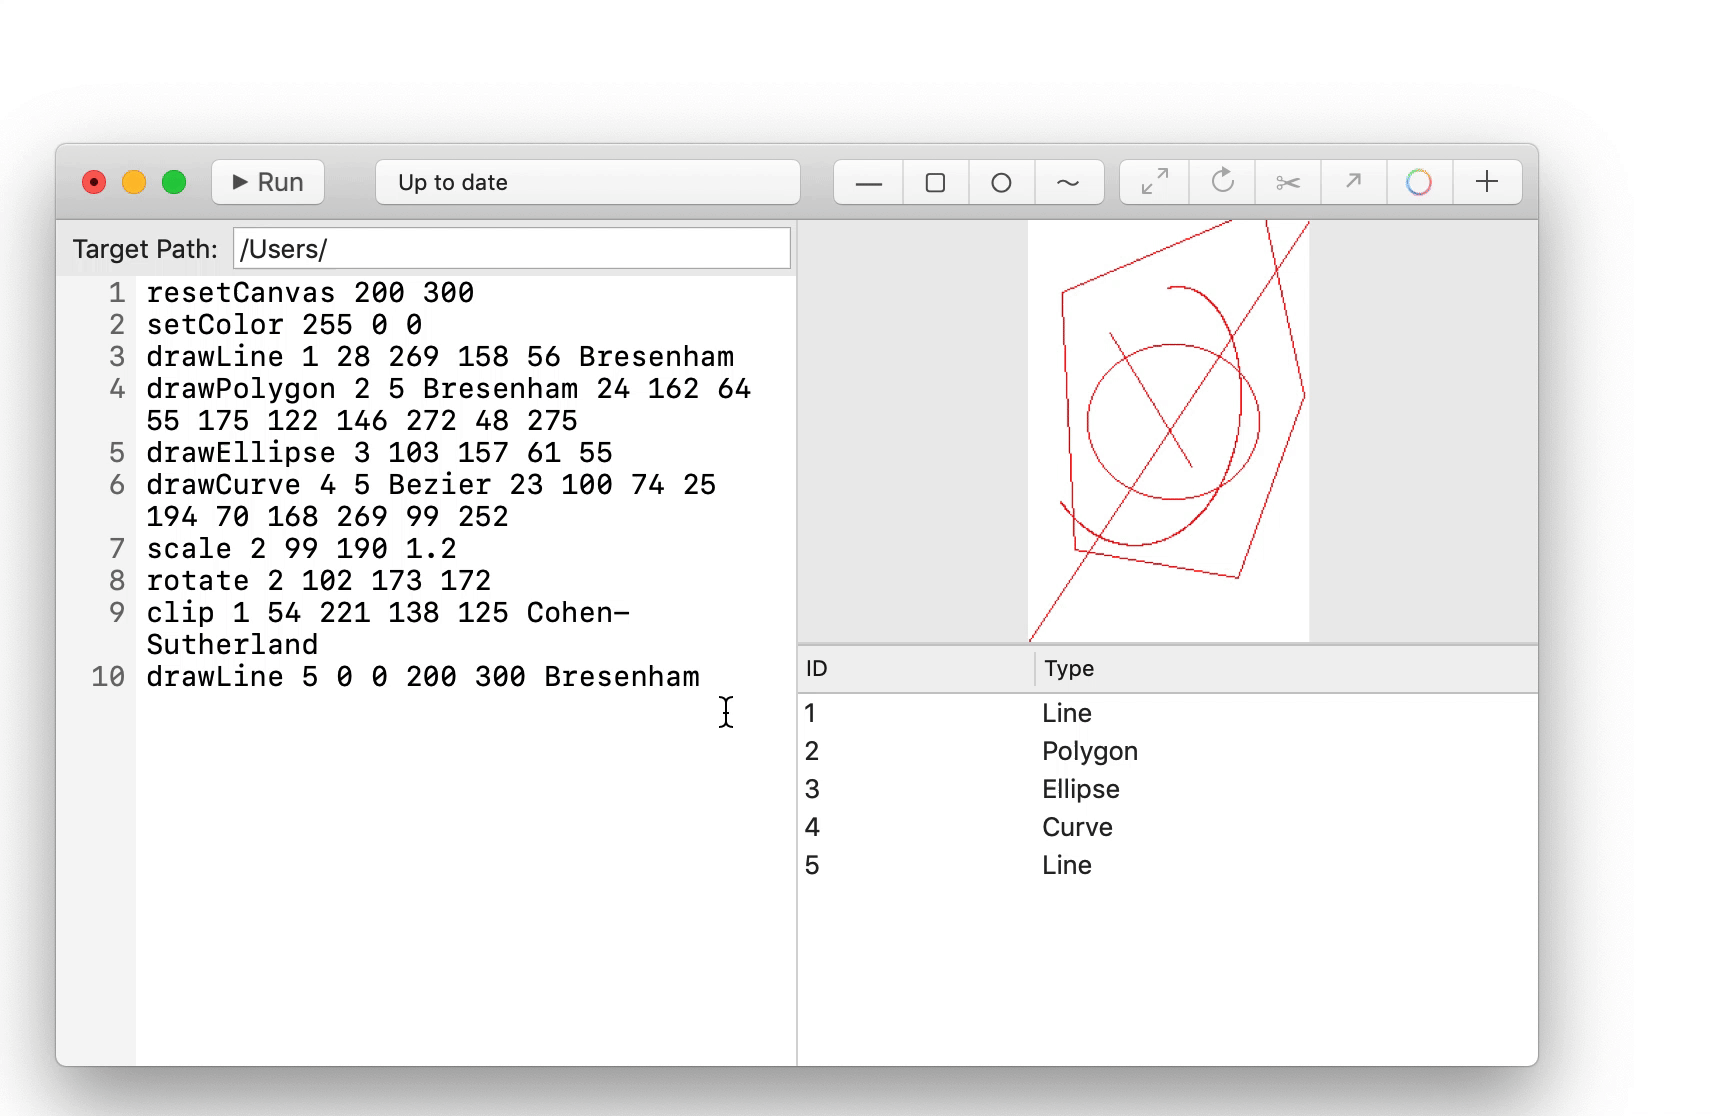 Run
Up to date
Target Path: /Users/
1 resetCanvas 200 300
2 setColor 255 0 0
3 drawLine 1 28 269 158 56 Bresenham
4 drawPolygon 2 5 Bresenham 24 162 64
55 175 122 146 272 48 275
5 drawEllipse 3 103 157 61 55
6 drawCurve 4 5 Bezier 23 100 74 25
194 70 168 269 99 252
7 scale 2 99 190 1.2
8 rotate 2 102 173 172
9 clip 1 54 221 138 125 Cohen-
Sutherland
10 drawLine 5 0 0 200 300 Bresenham
ID Type
1 Line
2 Polygon
3 Ellipse
4 Curve
5 Line